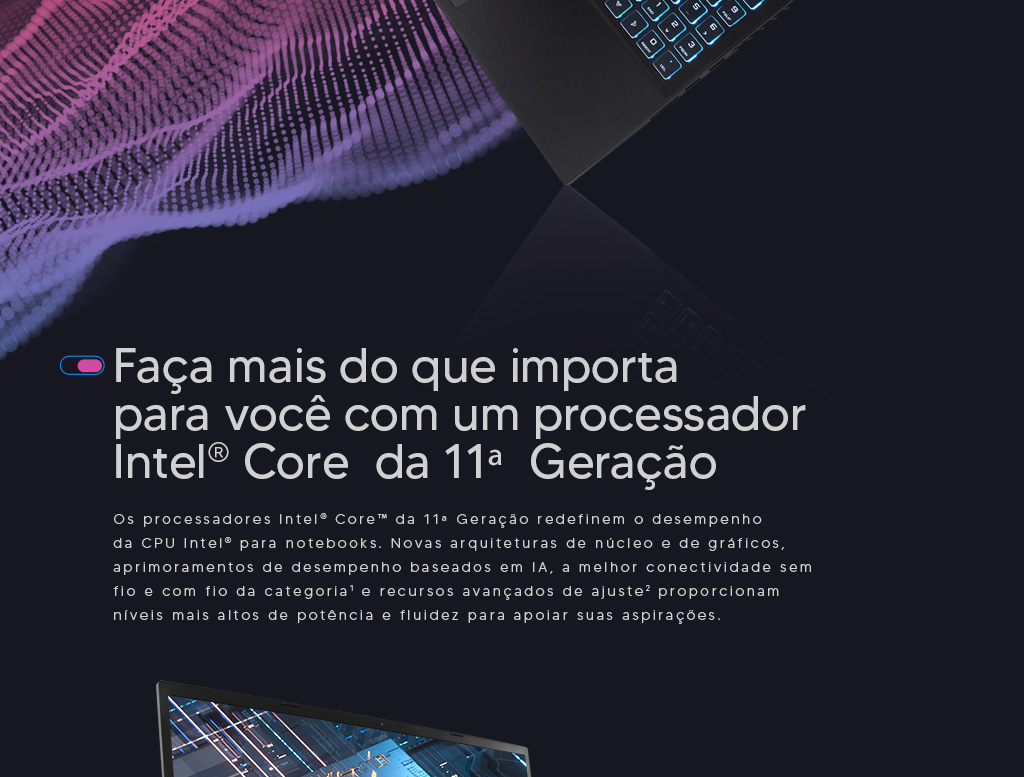 Faça mais do que importa
para você com um processador
Intel® Core da 11ª Geração
Os processadores Intel® Core™ da 11ª Geração redefinem o desempenho
da CPU Intel® para notebooks. Novas arquiteturas de núcleo e de gráficos,
aprimoramentos de desempenho baseados em IA, a melhor conectividade sem
fio e com fio da categoria¹ e recursos avançados de ajuste² proporcionam
níveis mais altos de potência e fluidez para apoiar suas aspirações.